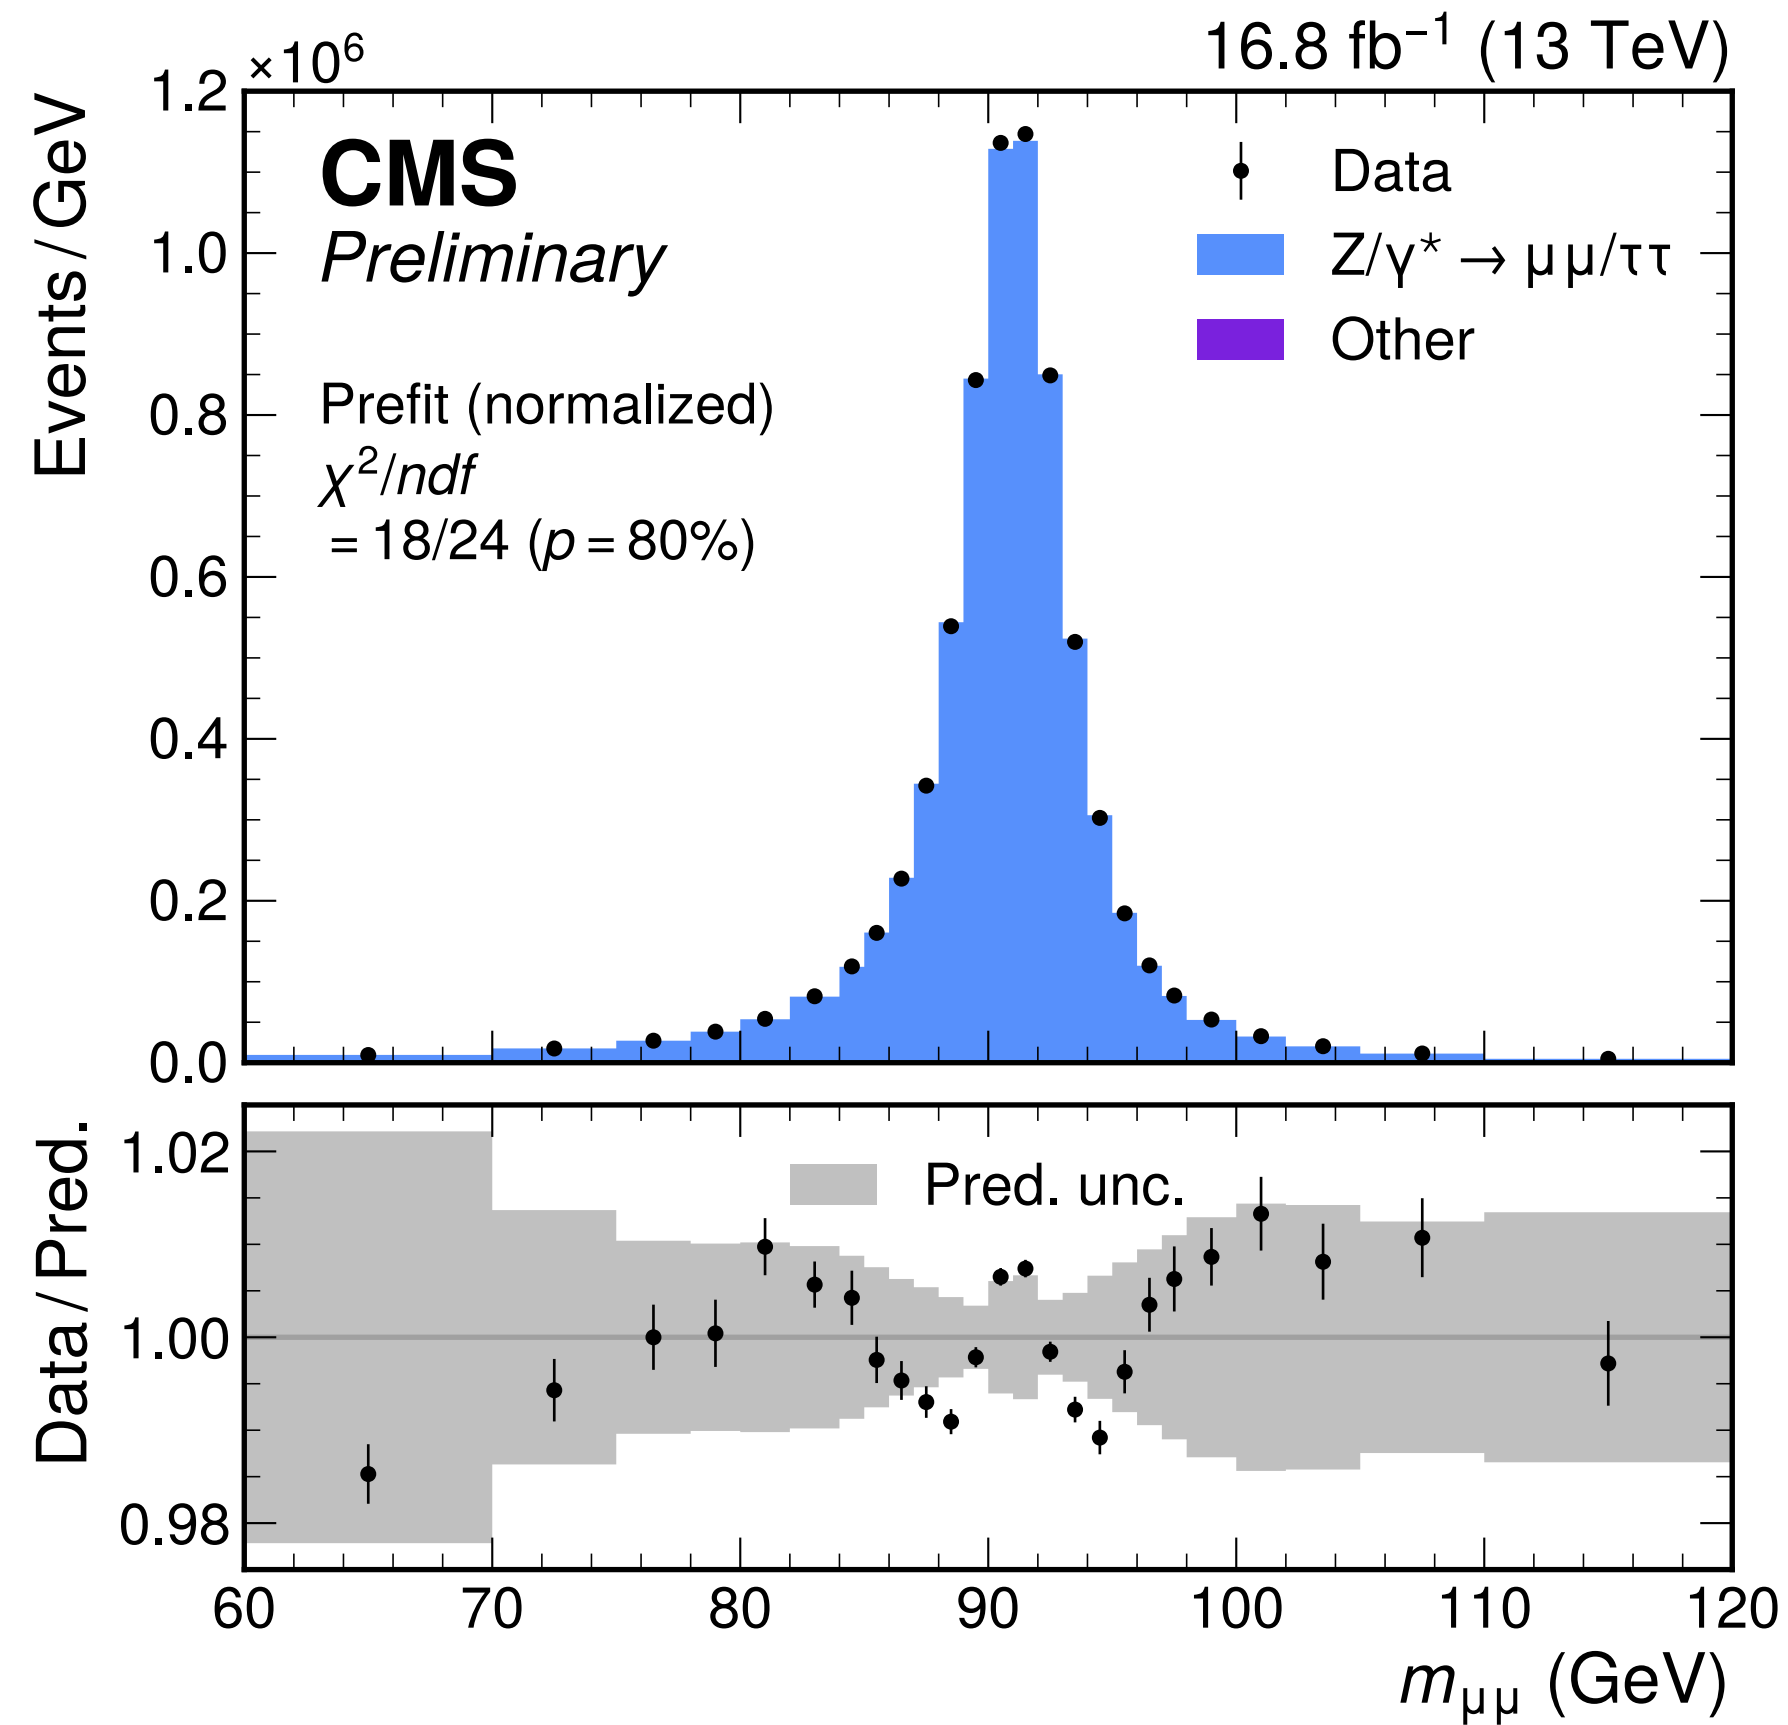 16.8 fb⁻¹ (13 TeV)
×10⁶
Events/GeV
1.2
1.0
0.8
0.6
0.4
0.2
0.0
CMS
Preliminary
Prefit (normalized)
χ²/ndf
= 18/24 (p = 80%)
Data
Z/γ* → μμ/ττ
Other
Data/Pred.
1.02
1.00
0.98
Pred. unc.
60 70 80 90 100 110 120
m_μμ (GeV)